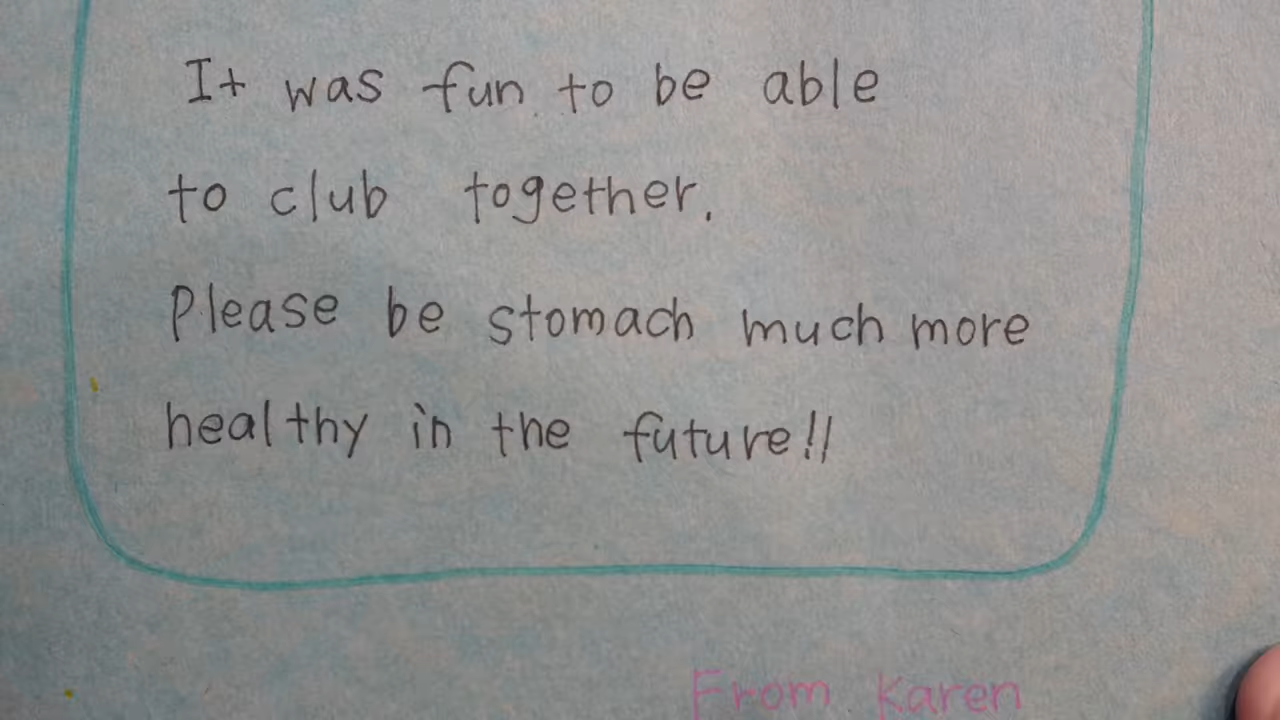 It was fun to be able
to club together.
Please be stomach much more
healthy in the future!!
From Karen